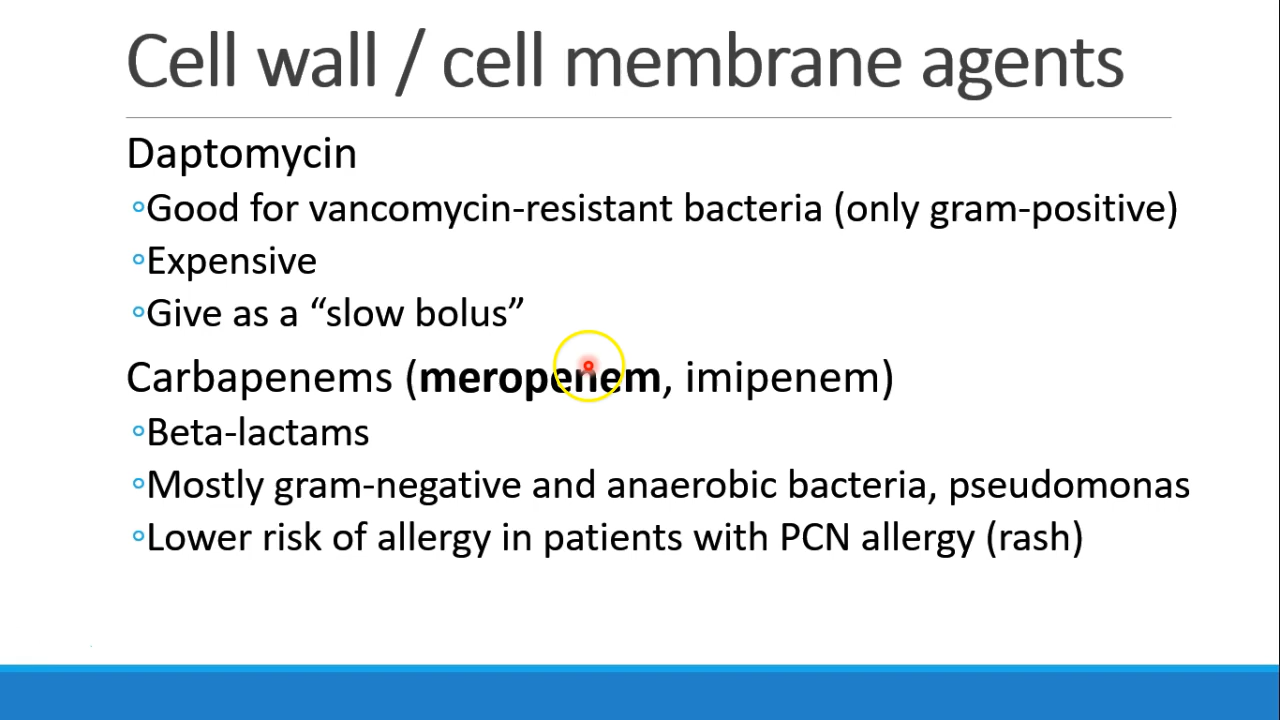 Cell wall / cell membrane agents
Daptomycin
◦Good for vancomycin-resistant bacteria (only gram-positive)
◦Expensive
◦Give as a “slow bolus”
Carbapenems (meropenem, imipenem)
◦Beta-lactams
◦Mostly gram-negative and anaerobic bacteria, pseudomonas
◦Lower risk of allergy in patients with PCN allergy (rash)